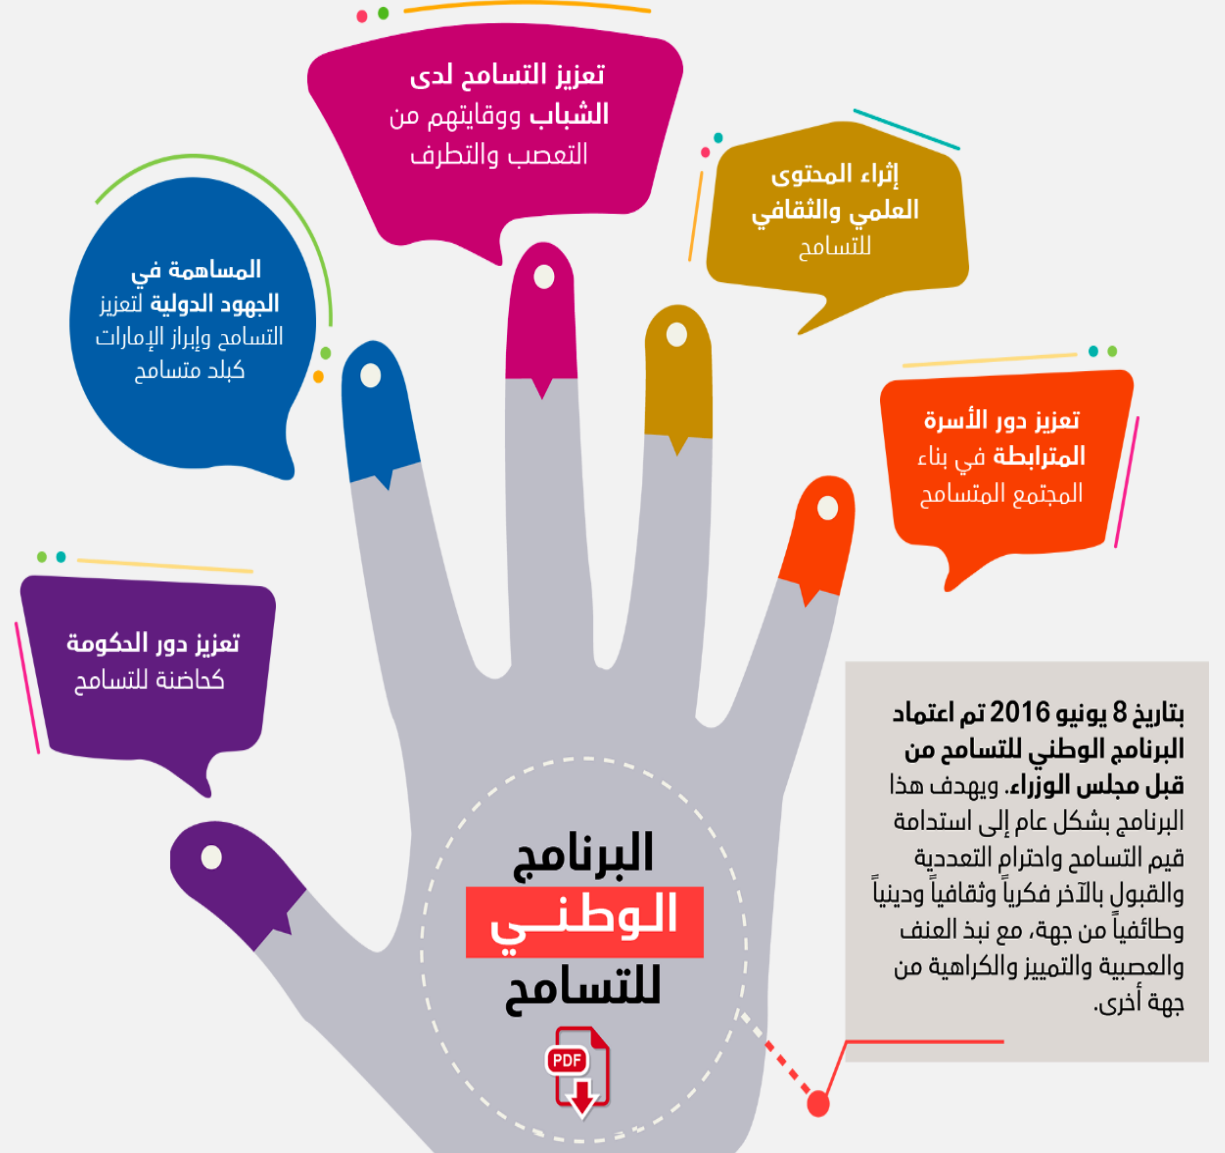 تعزيز التسامح لدى
الشباب ووقايتهم من
التعصب والتطرف
إثراء المحتوى
العلمي والثقافي
للتسامح
المساهمة في
الجهود الدولية لتعزيز
التسامح وإبراز الإمارات
كبلد متسامح
تعزيز دور الأسرة
المترابطة في بناء
المجتمع المتسامح
تعزيز دور الحكومة
كحاضنة للتسامح
بتاريخ 8 يونيو 2016 تم اعتماد
البرنامج الوطني للتسامح من
قبل مجلس الوزراء. ويهدف هذا
البرنامج بشكل عام إلى استدامة
قيم التسامح واحترام التعددية
والقبول بالآخر فكرياً وثقافياً ودينياً
وطائفياً من جهة، مع نبذ العنف
والعصبية والتمييز والكراهية من
جهة أخرى.
البرنامج
الوطنــي
للتسامح
PDF